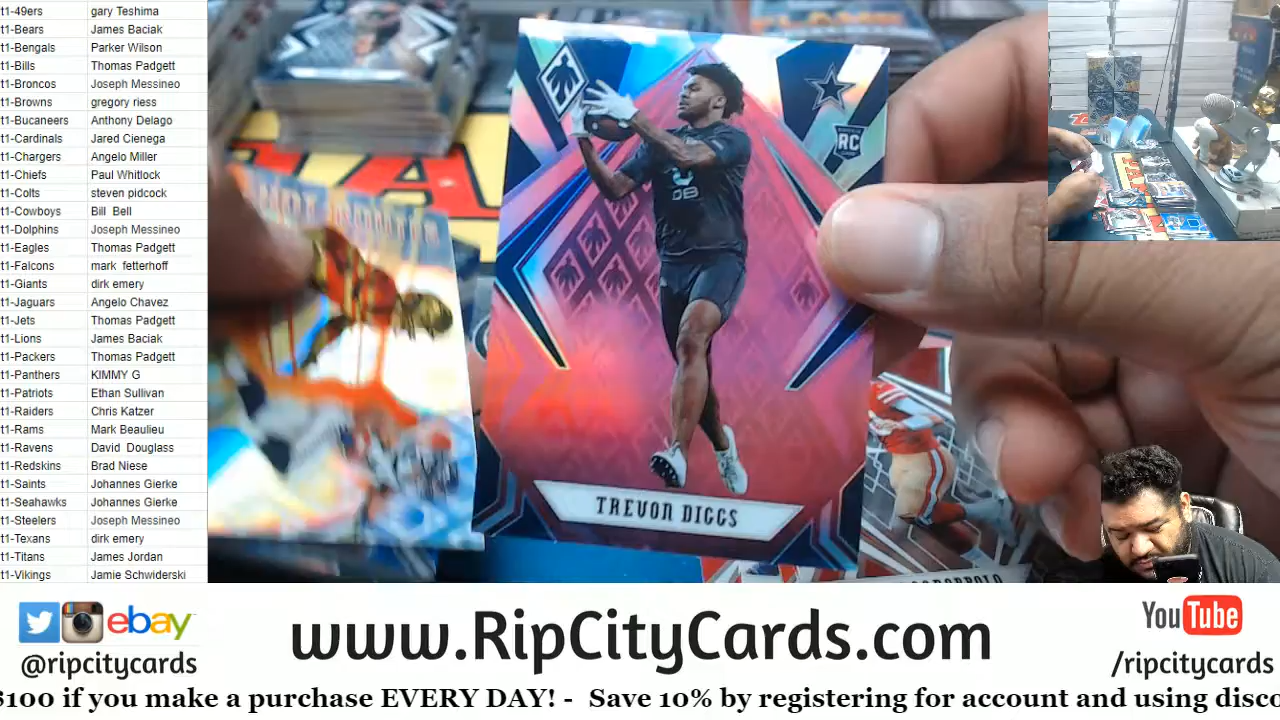 t1-49ers gary Teshima
t1-Bears James Baciak
t1-Bengals Parker Wilson
t1-Bills Thomas Padgett
t1-Broncos Joseph Messineo
t1-Browns gregory riess
t1-Bucaneers Anthony Delago
t1-Cardinals Jared Cienega
t1-Chargers Angelo Miller
t1-Chiefs Paul Whitlock
t1-Colts steven pidcock
t1-Cowboys Bill Bell
t1-Dolphins Joseph Messineo
t1-Eagles Thomas Padgett
t1-Falcons mark fetterhoff
t1-Giants dirk emery
t1-Jaguars Angelo Chavez
t1-Jets Thomas Padgett
t1-Lions James Baciak
t1-Packers Thomas Padgett
t1-Panthers KIMMY G
t1-Patriots Ethan Sullivan
t1-Raiders Chris Katzer
t1-Rams Mark Beaulieu
t1-Ravens David Douglass
t1-Redskins Brad Niese
t1-Saints Johannes Gierke
t1-Seahawks Johannes Gierke
t1-Steelers Joseph Messineo
t1-Texans dirk emery
t1-Titans James Jordan
t1-Vikings Jamie Schwiderski
RC
DB
TREVON DIGGS
ebay
@ripcitycards
www.RipCityCards.com
YouTube
/ripcitycards
$100 if you make a purchase EVERY DAY! - Save 10% by registering for account and using disco